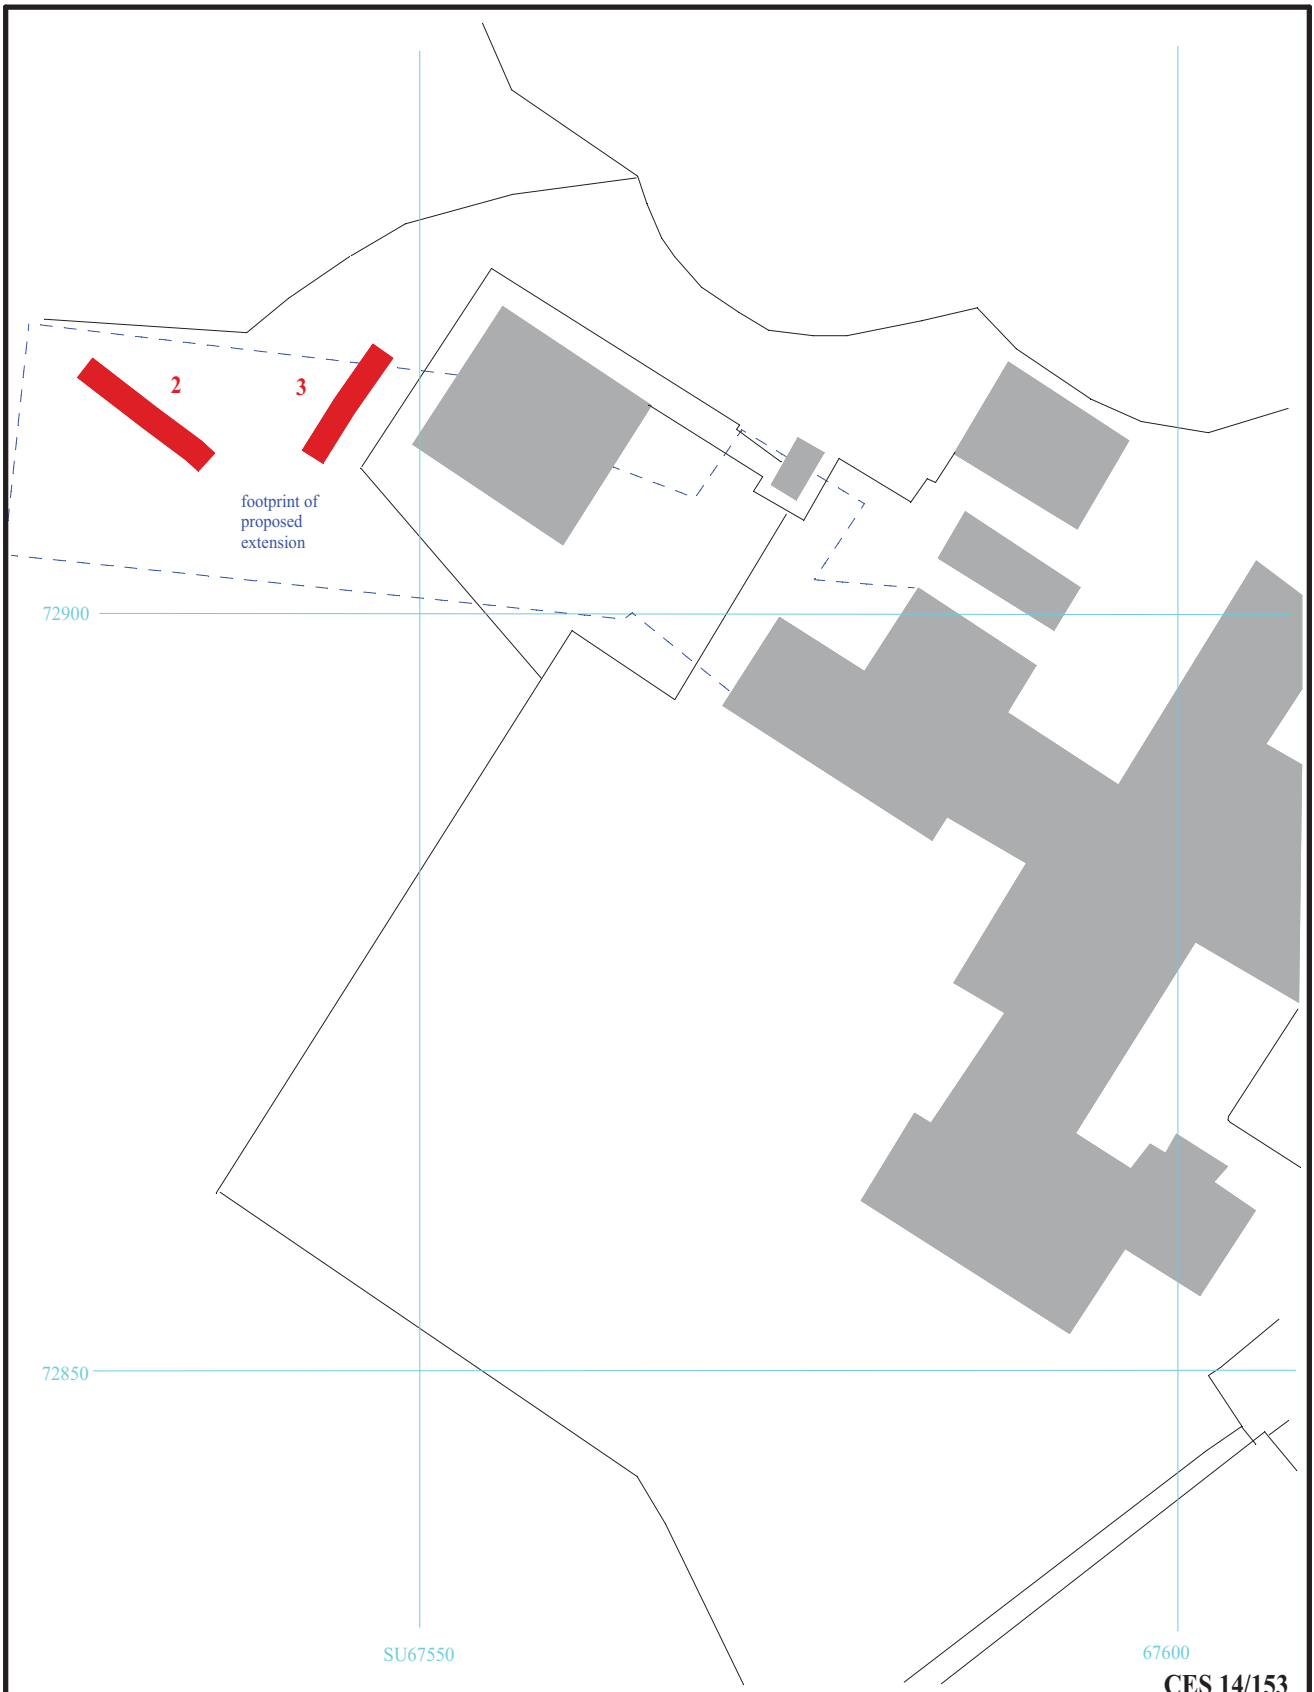 2
3
footprint of
proposed
extension
72900
72850
SU67550
67600
CES 14/153